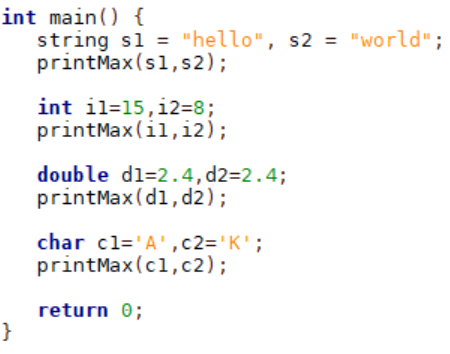 int main() {
string s1 = "hello", s2 = "world";
printMax(s1,s2);
int i1=15,i2=8;
printMax(i1,i2);
double d1=2.4,d2=2.4;
printMax(d1,d2);
char c1='A',c2='K';
printMax(c1,c2);
return 0;
}